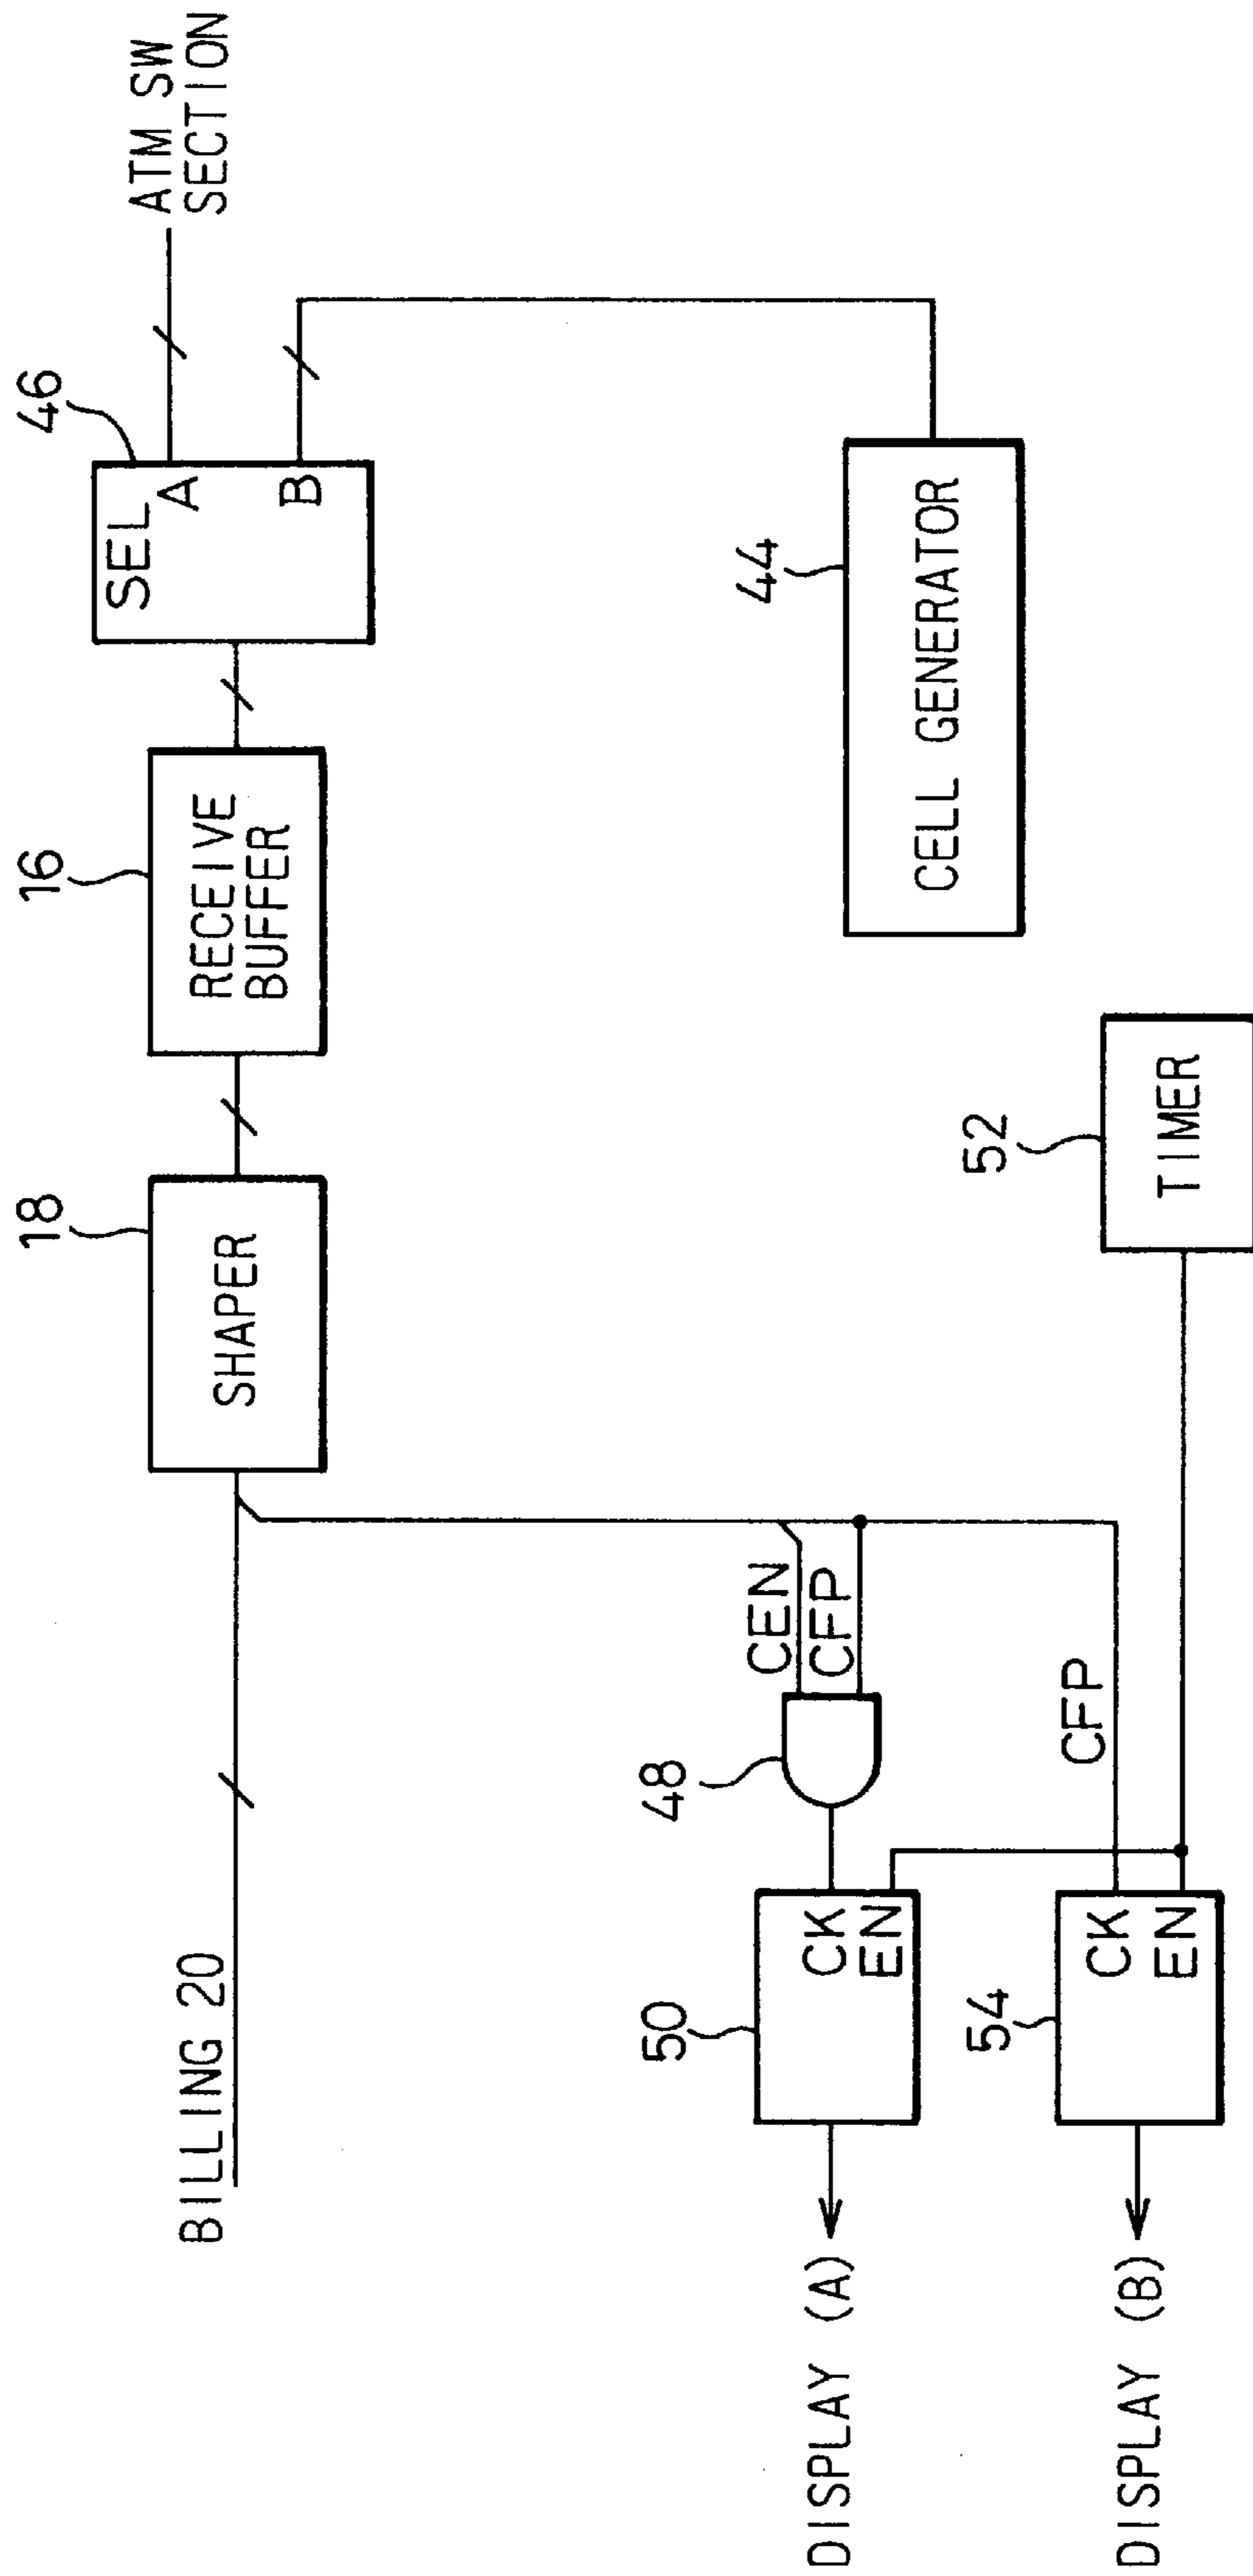 ATM SW
SECTION
46
SEL
A
B
16
RECEIVE
BUFFER
18
SHAPER
BILLING 20
44
CELL GENERATOR
52
TIMER
CEN
CFP
48
CFP
50
CK
EN
54
CK
EN
DISPLAY (A)
DISPLAY (B)